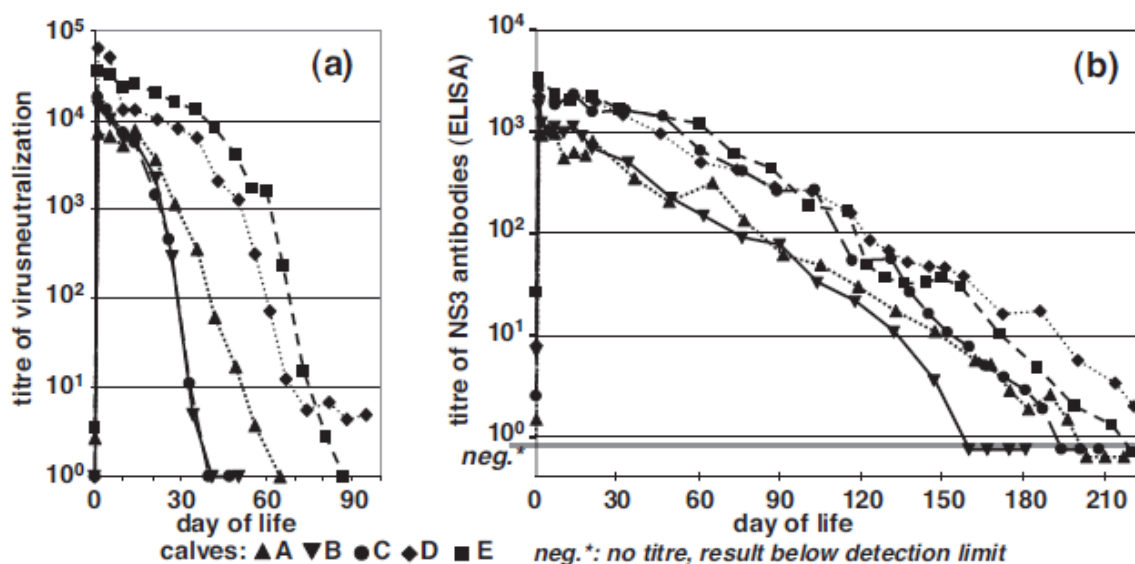 (a)
titre of virusneutralization
10⁵
10⁴
10³
10²
10¹
10⁰
0 30 60 90
day of life
(b)
titre of NS3 antibodies (ELISA)
10⁴
10³
10²
10¹
10⁰
neg.*
0 30 60 90 120 150 180 210
day of life
calves: ▲ A ▼ B ● C ◆ D ■ E neg.*: no titre, result below detection limit